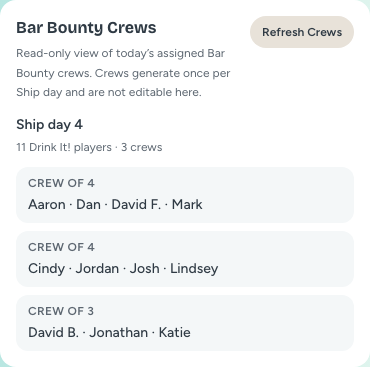 Bar Bounty Crews
Refresh Crews
Read-only view of today's assigned Bar
Bounty crews. Crews generate once per
Ship day and are not editable here.
Ship day 4
11 Drink It! players · 3 crews
CREW OF 4
Aaron · Dan · David F. · Mark
CREW OF 4
Cindy · Jordan · Josh · Lindsey
CREW OF 3
David B. · Jonathan · Katie